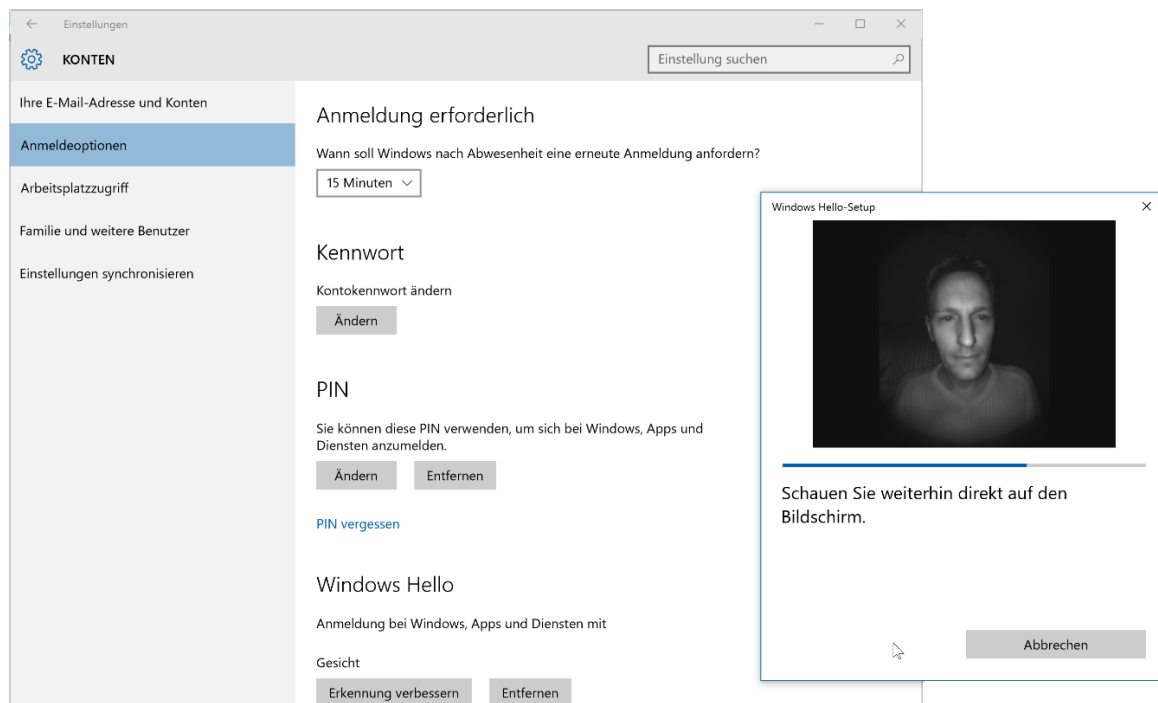 Einstellungen
KONTEN
Einstellung suchen
Ihre E-Mail-Adresse und Konten
Anmeldeoptionen
Arbeitsplatzzugriff
Familie und weitere Benutzer
Einstellungen synchronisieren
Anmeldung erforderlich
Wann soll Windows nach Abwesenheit eine erneute Anmeldung anfordern?
15 Minuten
Kennwort
Kontokennwort ändern
Ändern
PIN
Sie können diese PIN verwenden, um sich bei Windows, Apps und
Diensten anzumelden.
Ändern Entfernen
PIN vergessen
Windows Hello
Anmeldung bei Windows, Apps und Diensten mit
Gesicht
Erkennung verbessern Entfernen
Windows Hello-Setup
Schauen Sie weiterhin direkt auf den
Bildschirm.
Abbrechen